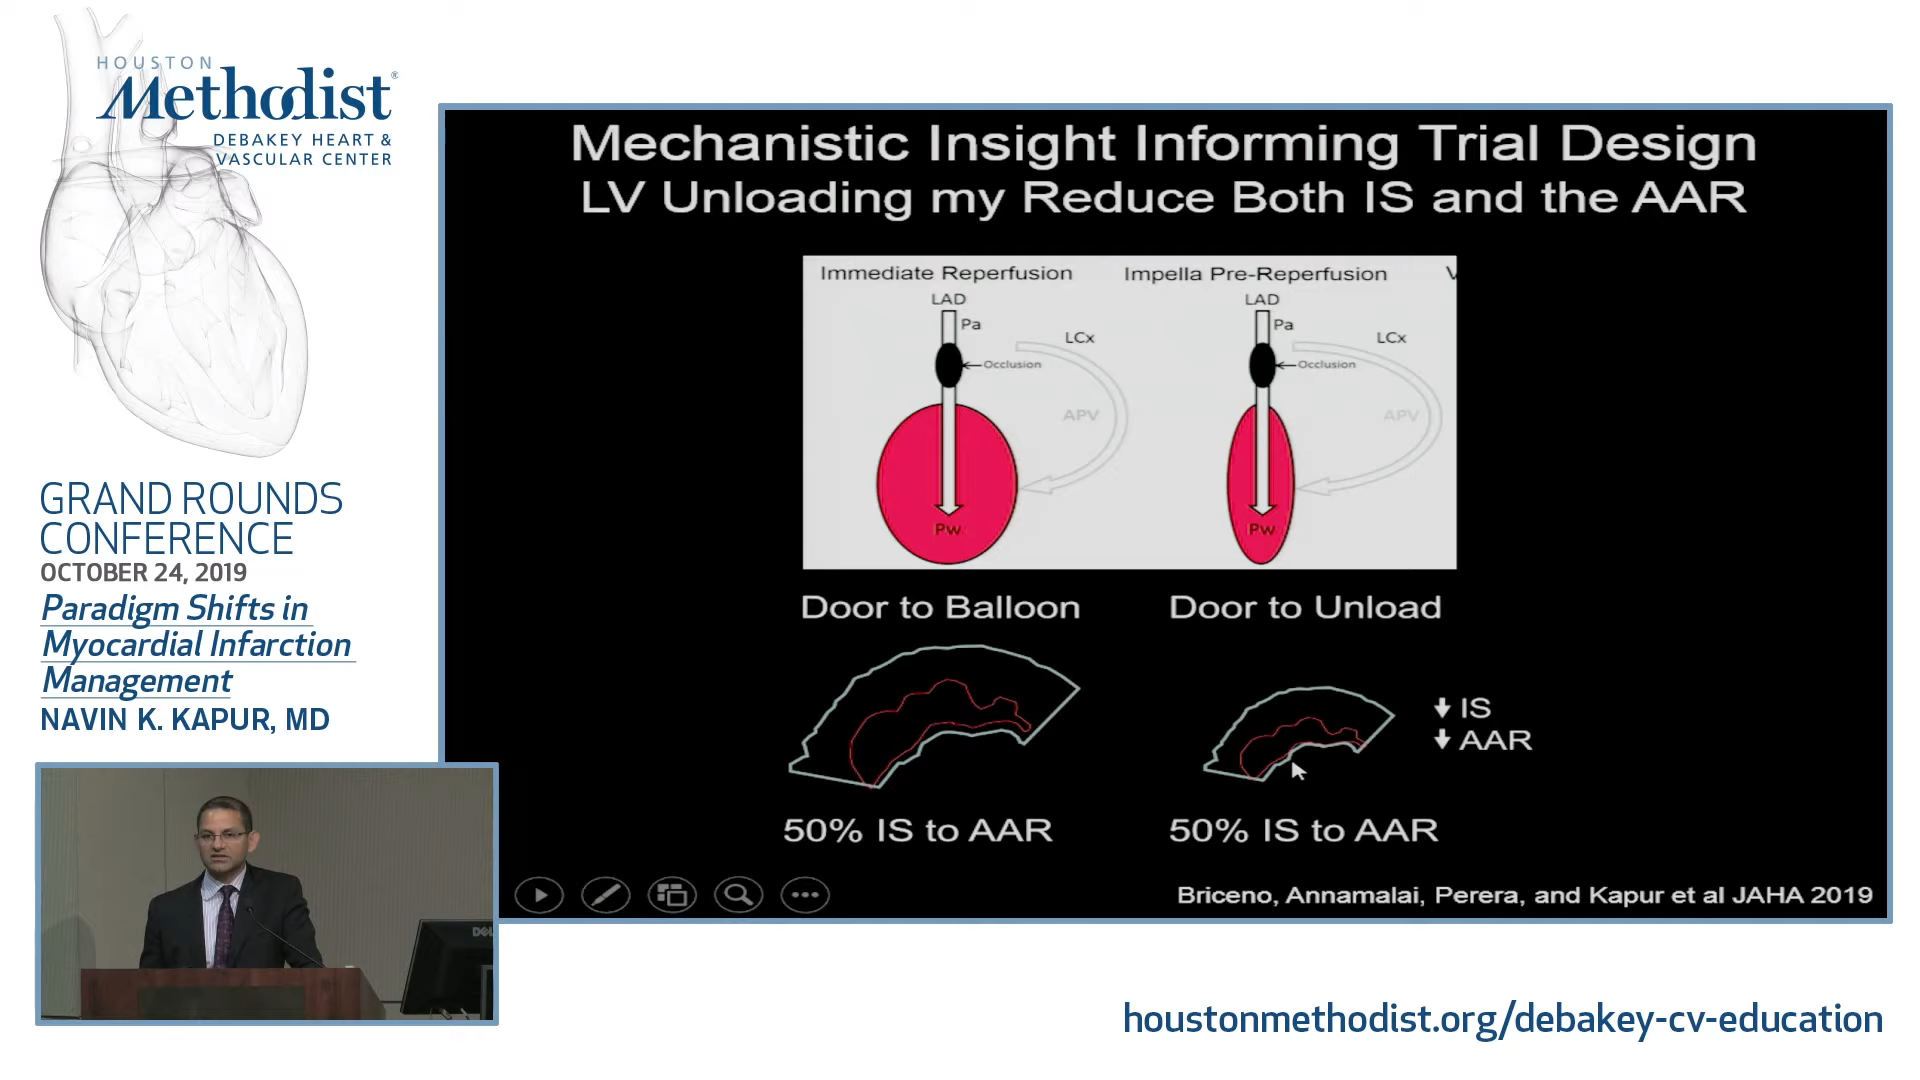 HOUSTON
Methodist®
DEBAKEY HEART &
VASCULAR CENTER
GRAND ROUNDS
CONFERENCE
OCTOBER 24, 2019
Paradigm Shifts in
Myocardial Infarction
Management
NAVIN K. KAPUR, MD
Mechanistic Insight Informing Trial Design
LV Unloading my Reduce Both IS and the AAR
Immediate Reperfusion
Impella Pre-Reperfusion
V
LAD
Pa
LCx
Occlusion
APV
Pw
LAD
Pa
LCx
Occlusion
APV
Pw
Door to Balloon
Door to Unload
IS
AAR
50% IS to AAR
50% IS to AAR
Briceno, Annamalai, Perera, and Kapur et al JAHA 2019
houstonmethodist.org/debakey-cv-education